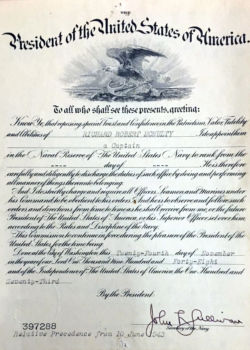 THE
President of the United States of America.
To all who shall see these presents, greeting:
Know Ye, that reposing special Trust and Confidence in the Patriotism, Valor, Fidelity
and Abilities of RICHARD ROBERT McNULTY I do appoint him
a Captain
in the Naval Reserve of The United States Navy to rank from the
He is therefore
carefully and diligently to discharge the duties of such office by doing and performing
all manner of things thereunto belonging.
And I do strictly charge and require all Officers, Seamen and Marines under
his Command to be obedient to his orders. And he is to observe and follow such
orders and directions from time to time as he shall receive from me, or the future
President of The United States of America, or his Superior Officer set over him,
according to the Rules and Discipline of the Navy.
This Commission to continue in force during the pleasure of the President of the
United States, for the time being.
Done at the City of Washington this Twenty-Fourth day of November
in the year of our Lord One Thousand Nine Hundred and Forty-Eight
and of the Independence of The United States of America the One Hundred and
Seventy-Third
By the President:
John L. Sullivan
Secretary of the Navy.
397288
Relative Precedence from 10 June 1943